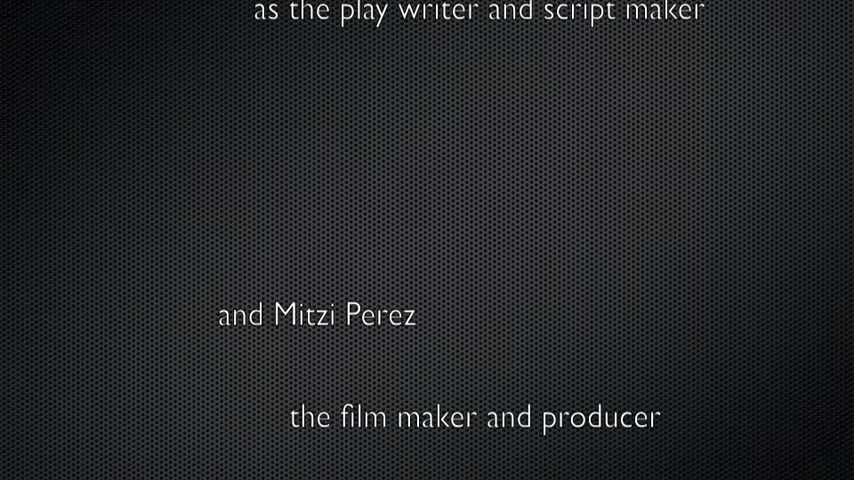 as the play writer and script maker
and Mitzi Perez
the film maker and producer